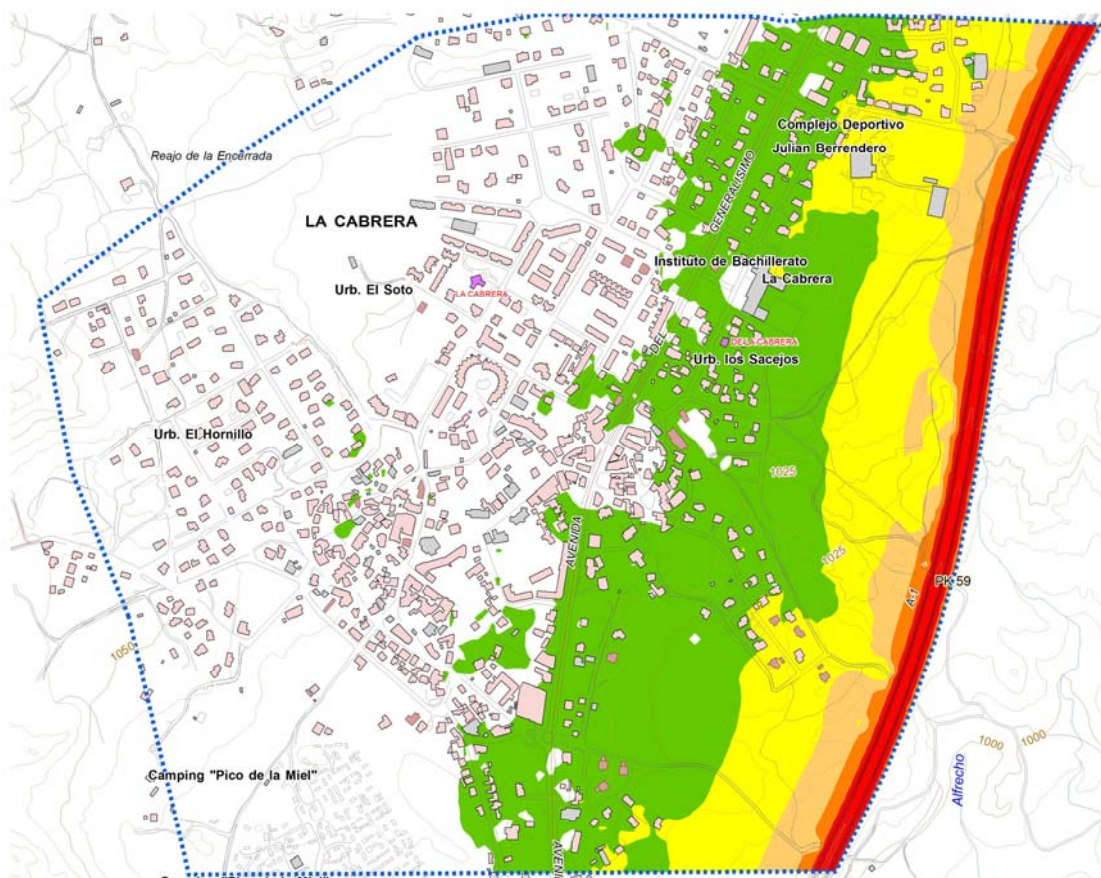 Complejo Deportivo
Julian Berrendero
Reajo de la Encerrada
GENERALISIMO
LA CABRERA
Instituto de Bachillerato
La Cabrera
Urb. El Soto
LA CABRERA
DEL
DE LA CABRERA
Urb. los Sacejos
Urb. El Hornillo
1025
AVENIDA
1025
PK 59
A-1
1050
1000
1000
Camping "Pico de la Miel"
Alfrecho